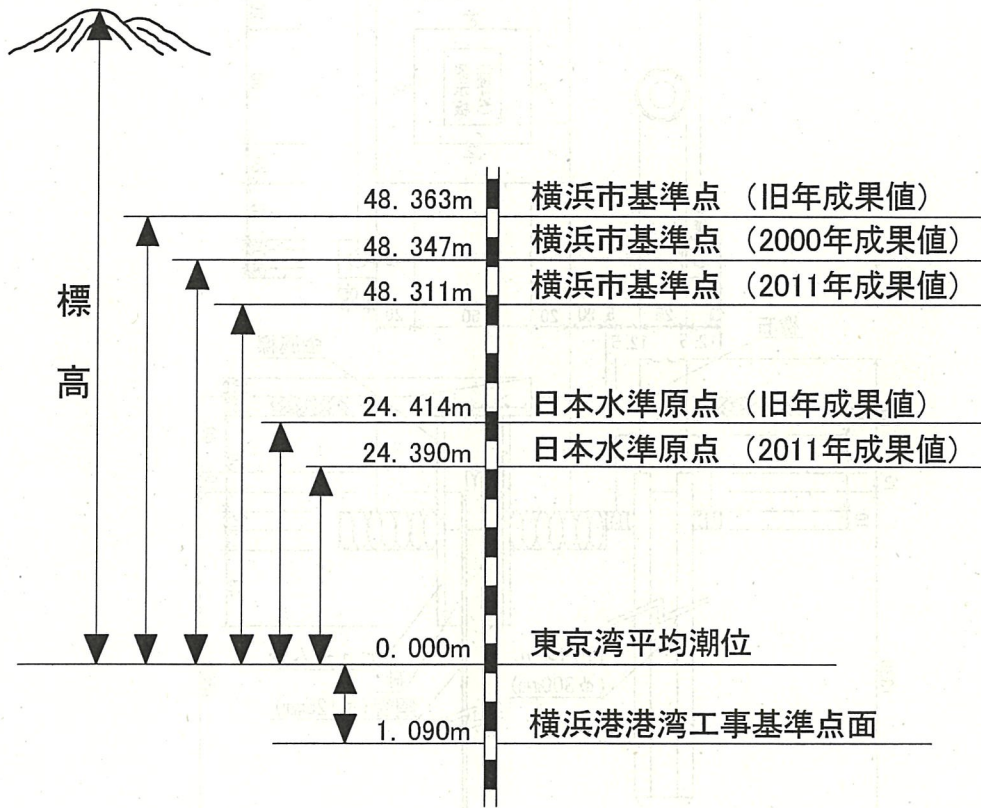 48. 363m 横浜市基準点 (旧年成果値)
48. 347m 横浜市基準点 (2000年成果値)
48. 311m 横浜市基準点 (2011年成果値)
標高
24. 414m 日本水準原点 (旧年成果値)
24. 390m 日本水準原点 (2011年成果値)
0. 000m 東京湾平均潮位
1. 090m 横浜港港湾工事基準点面